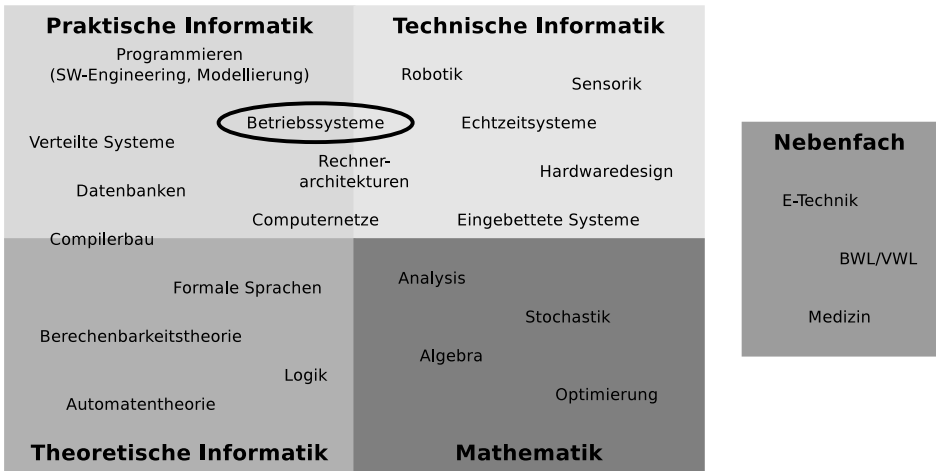 Praktische Informatik
Programmieren
(SW-Engineering, Modellierung)
Betriebssysteme
Verteilte Systeme
Rechner-
architekturen
Datenbanken
Computernetze
Compilerbau
Technische Informatik
Robotik
Sensorik
Echtzeitsysteme
Hardwaredesign
Eingebettete Systeme
Formale Sprachen
Berechenbarkeitstheorie
Logik
Automatentheorie
Theoretische Informatik
Analysis
Stochastik
Algebra
Optimierung
Mathematik
Nebenfach
E-Technik
BWL/VWL
Medizin